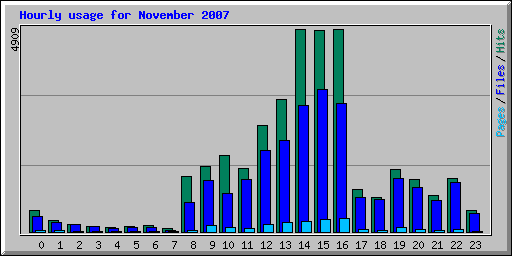 Hourly usage for November 2007
4909
Pages / Files / Hits
0 1 2 3 4 5 6 7 8 9 10 11 12 13 14 15 16 17 18 19 20 21 22 23